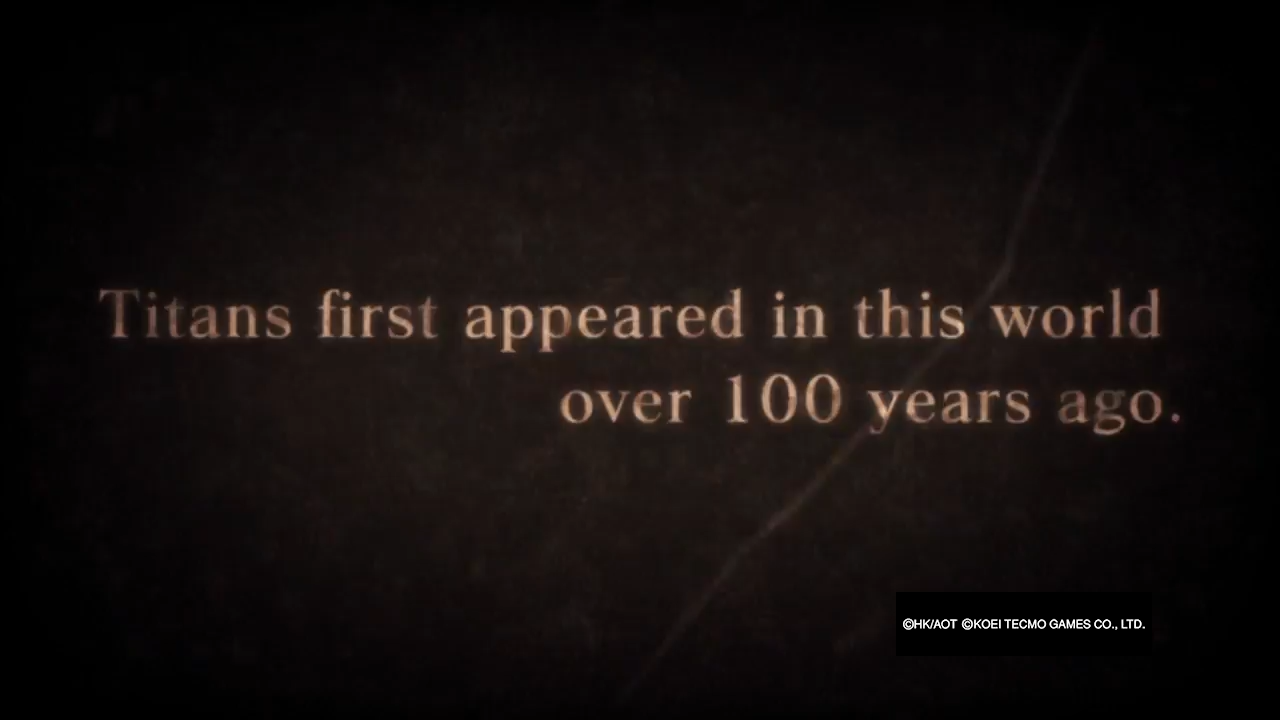 Titans first appeared in this world
over 100 years ago.
©HK/AOT ©KOEI TECMO GAMES CO., LTD.